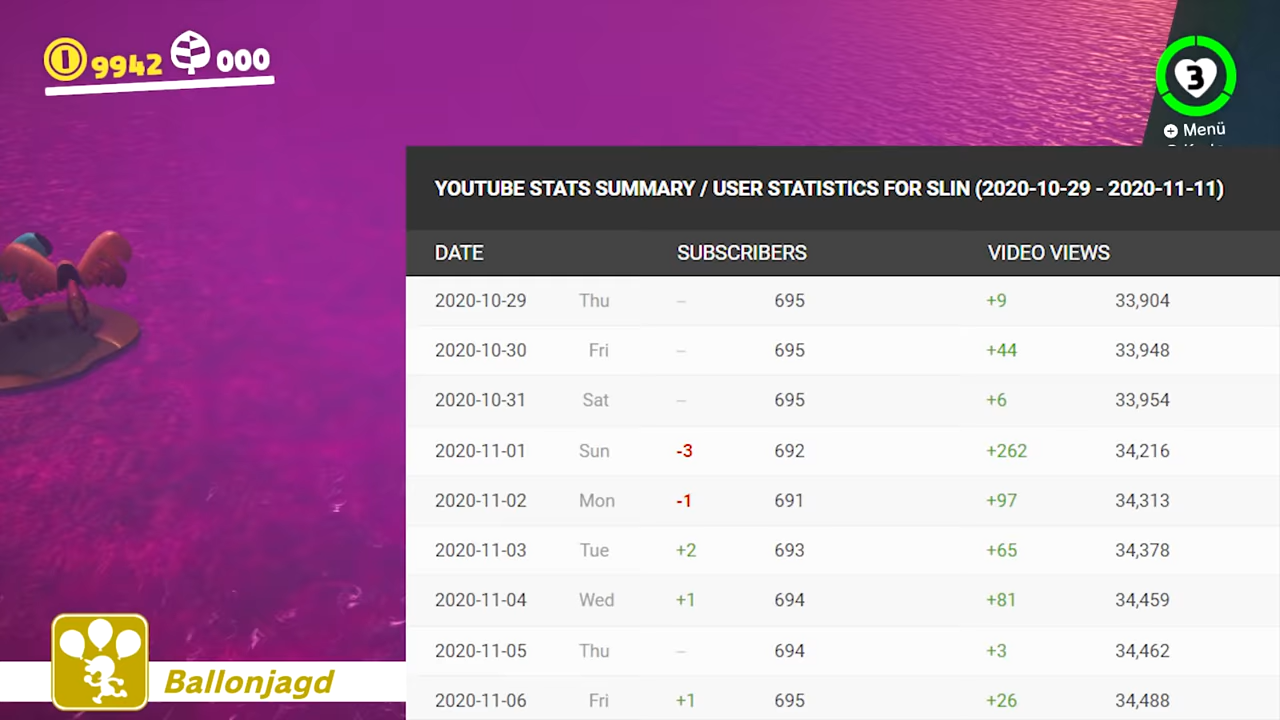 9942 000
3
Menü
YOUTUBE STATS SUMMARY / USER STATISTICS FOR SLIN (2020-10-29 - 2020-11-11)
DATE SUBSCRIBERS VIDEO VIEWS
2020-10-29 Thu – 695 +9 33,904
2020-10-30 Fri – 695 +44 33,948
2020-10-31 Sat – 695 +6 33,954
2020-11-01 Sun -3 692 +262 34,216
2020-11-02 Mon -1 691 +97 34,313
2020-11-03 Tue +2 693 +65 34,378
2020-11-04 Wed +1 694 +81 34,459
2020-11-05 Thu – 694 +3 34,462
2020-11-06 Fri +1 695 +26 34,488
Ballonjagd